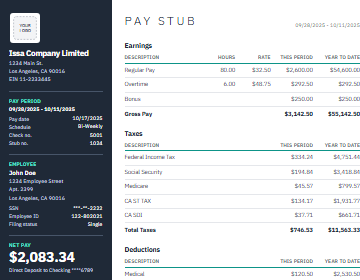 YOUR
LOGO
Issa Company Limited
1234 Main St.
Los Angeles, CA 90016
EIN 11-2333445
PAY PERIOD
09/28/2025 - 10/11/2025
Pay date 10/17/2025
Schedule Bi-Weekly
Check no. 5001
Stub no. 1034
EMPLOYEE
John Doe
1234 Employee Street
Apt. 3399
Los Angeles, CA 90016
SSN ***-**-3333
Employee ID 122-802021
Filing status Single
NET PAY
$2,083.34
Direct Deposit to Checking ****6789
PAY STUB
09/28/2025 - 10/11/2025
Earnings
DESCRIPTION HOURS RATE THIS PERIOD YEAR TO DATE
Regular Pay 80.00 $32.50 $2,600.00 $54,600.00
Overtime 6.00 $48.75 $292.50 $292.50
Bonus $250.00 $250.00
Gross Pay $3,142.50 $55,142.50
Taxes
DESCRIPTION THIS PERIOD YEAR TO DATE
Federal Income Tax $334.24 $4,751.44
Social Security $194.84 $3,418.84
Medicare $45.57 $799.57
CA ST TAX $134.17 $1,931.77
CA SDI $37.71 $661.71
Total Taxes $746.53 $11,563.33
Deductions
DESCRIPTION THIS PERIOD YEAR TO DATE
Medical $120.50 $2,530.50